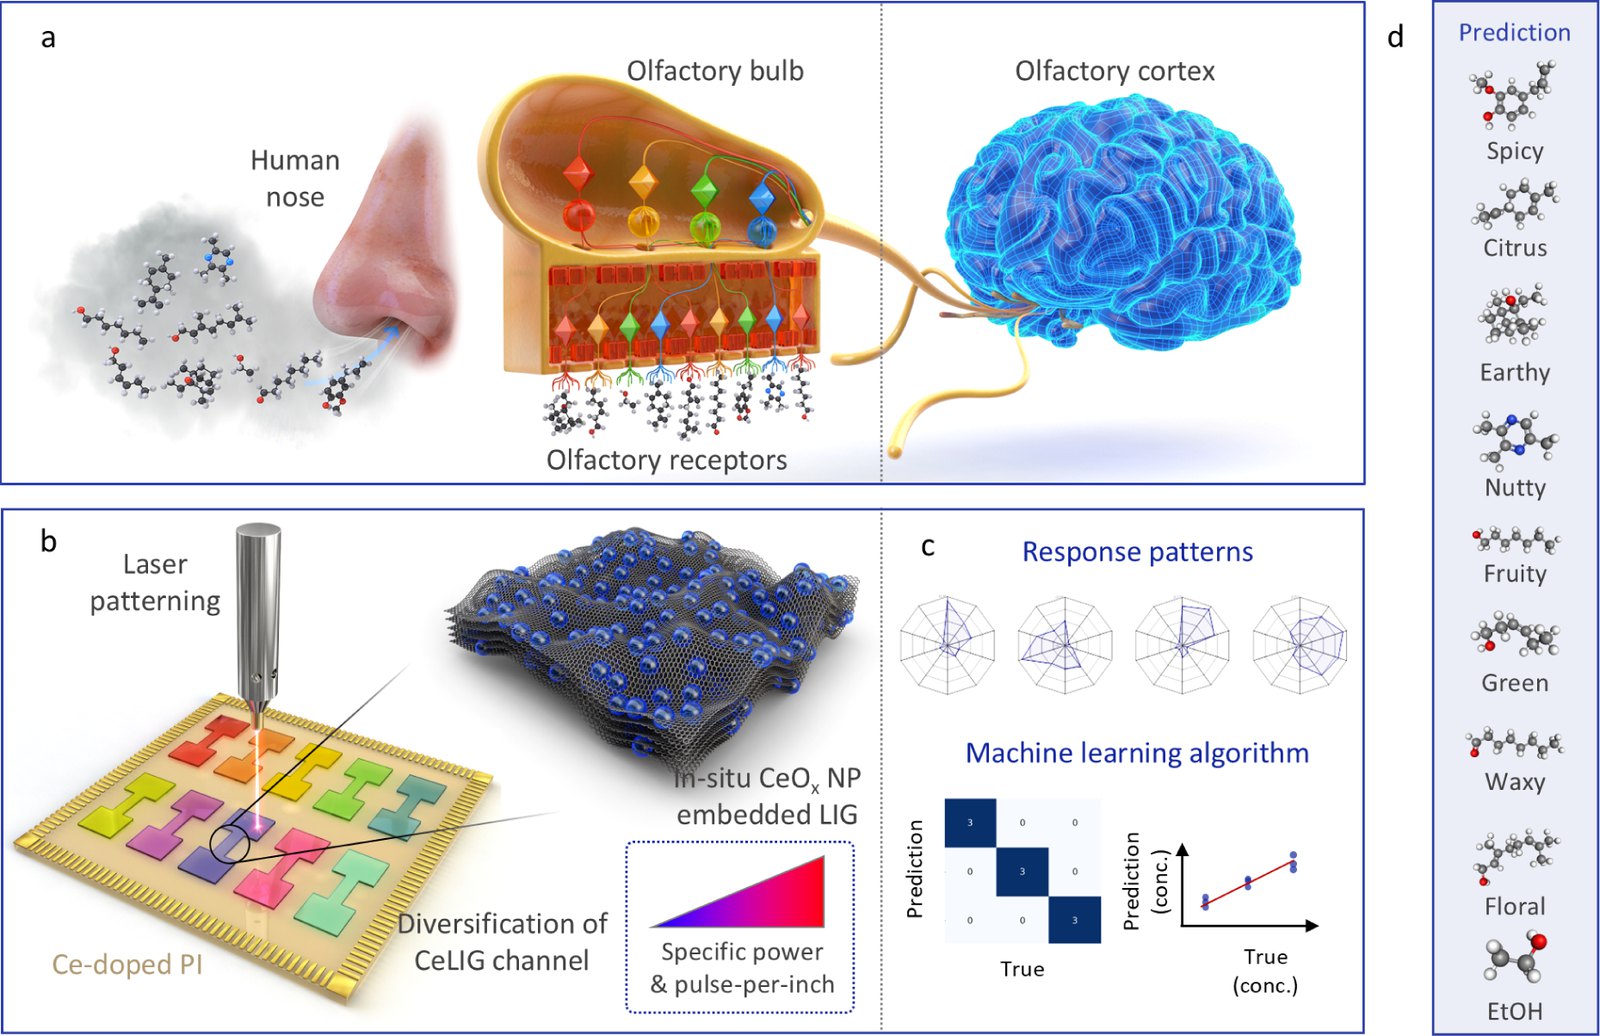 a
Human
nose
Olfactory bulb
Olfactory cortex
Olfactory receptors
b
Laser
patterning
In-situ CeOx NP
embedded LIG
Diversification of
CeLIG channel
Ce-doped PI
Specific power
& pulse-per-inch
c
Response patterns
Machine learning algorithm
Prediction
3 0 0
0 3 0
0 0 3
True
Prediction
(conc.)
True
(conc.)
d
Prediction
Spicy
Citrus
Earthy
Nutty
Fruity
Green
Waxy
Floral
EtOH